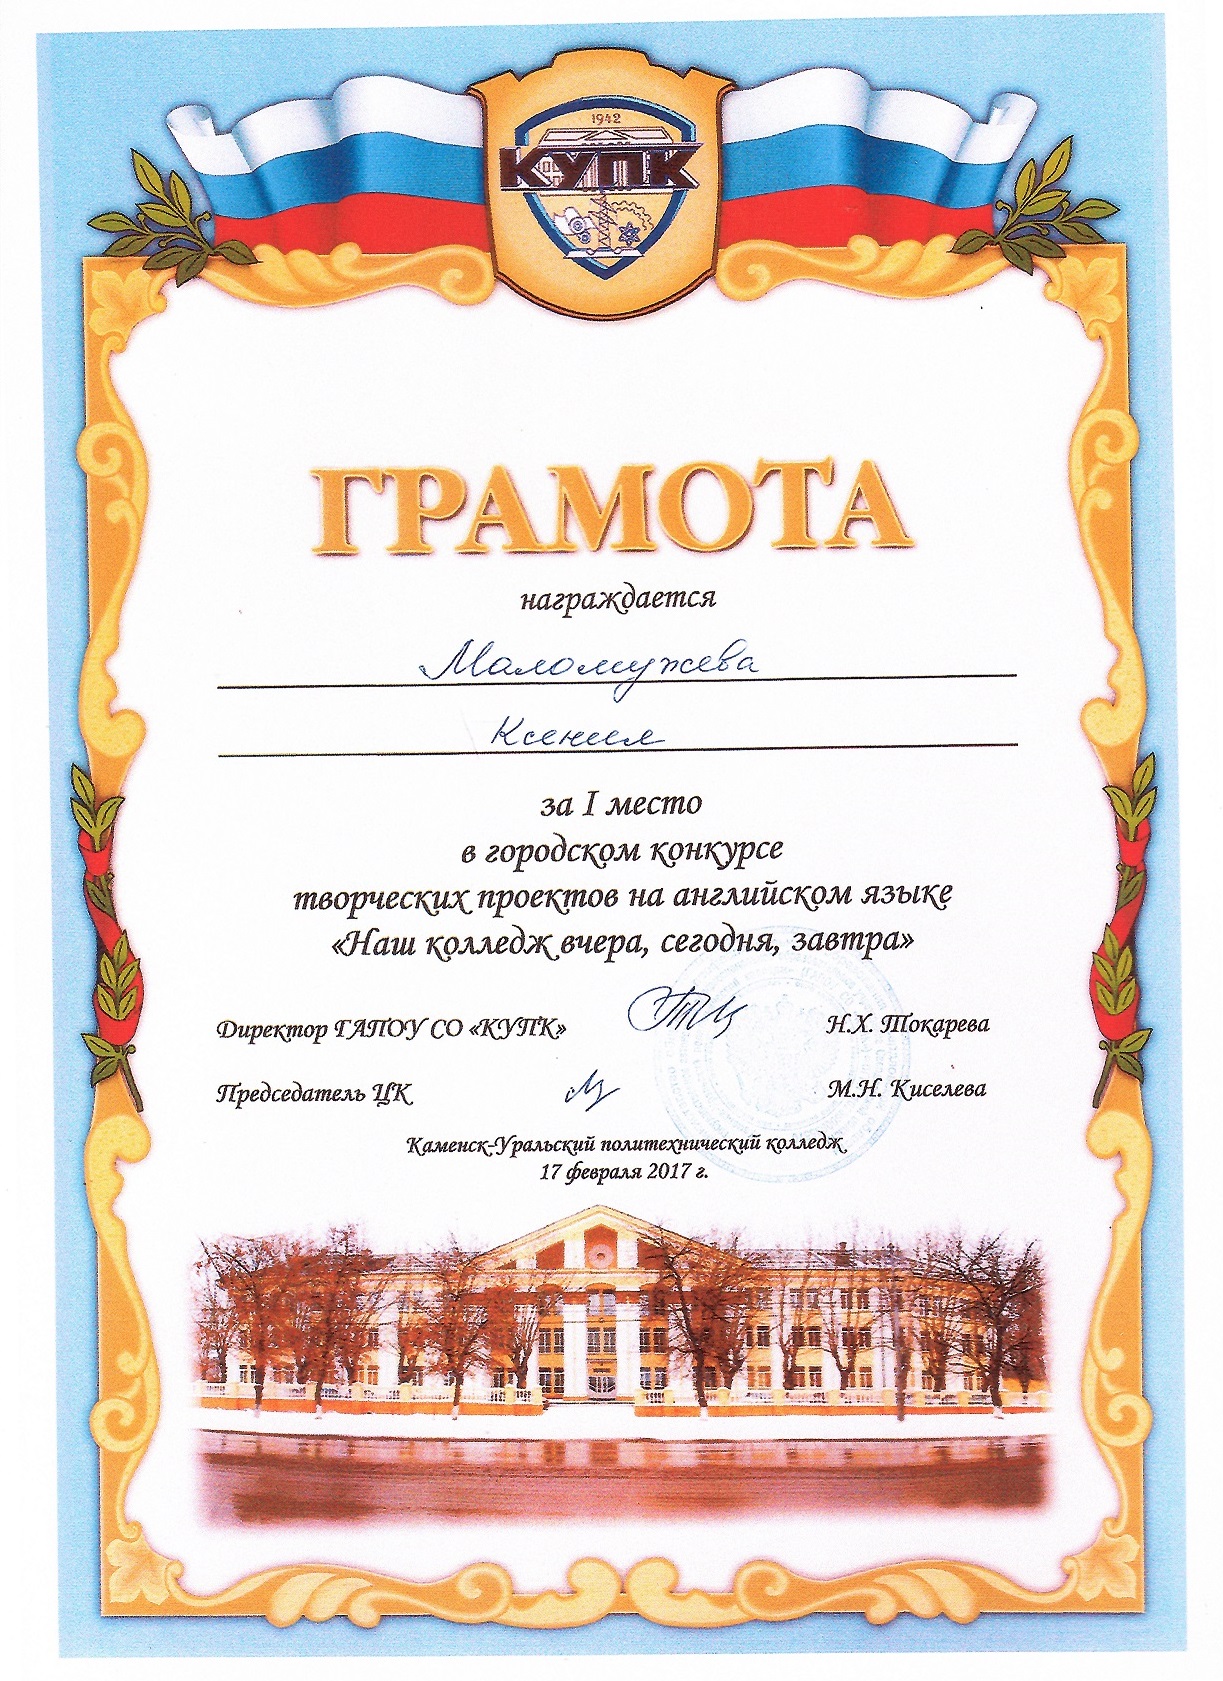 1942
КУПК
ГРАМОТА
награждается
Маломужева
Ксения
за I место
в городском конкурсе
творческих проектов на английском языке
«Наш колледж вчера, сегодня, завтра»
Директор ГАПОУ СО «КУПК» Н.Х. Токарева
Председатель ЦК М.Н. Киселева
Каменск-Уральский политехнический колледж
17 февраля 2017 г.